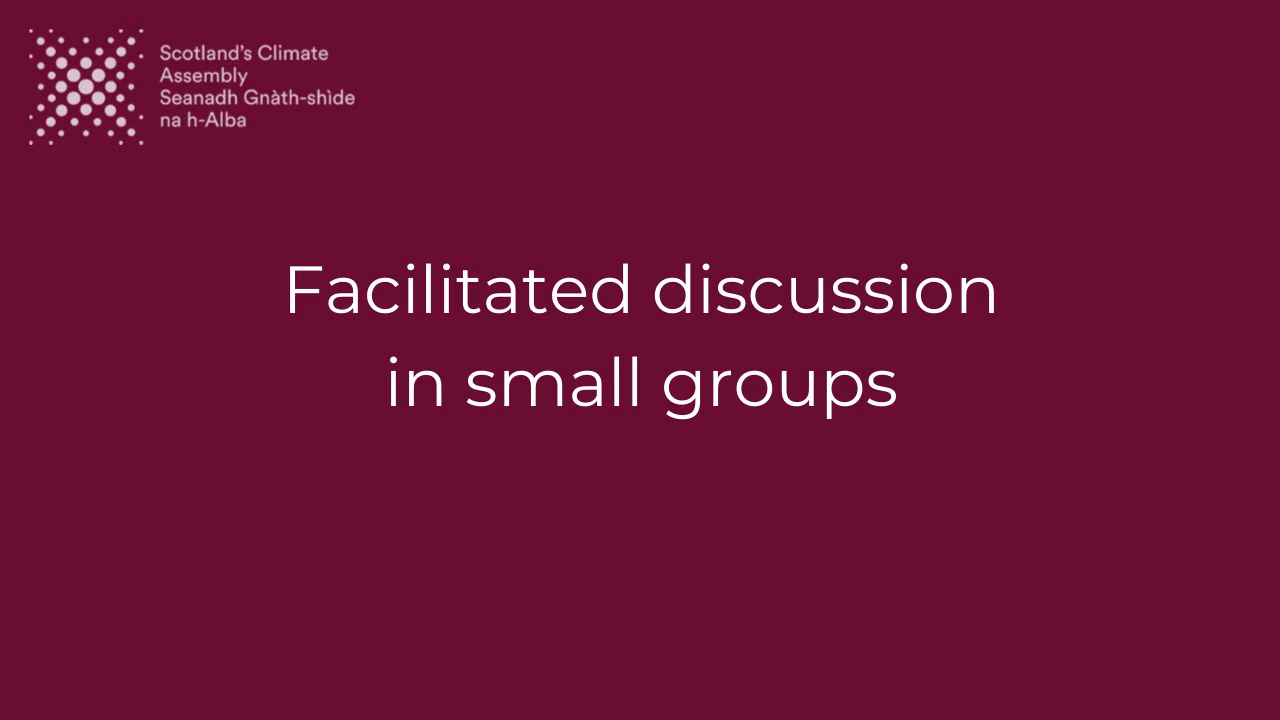 Scotland's Climate
Assembly
Seanadh Gnàth-shìde
na h-Alba
Facilitated discussion
in small groups